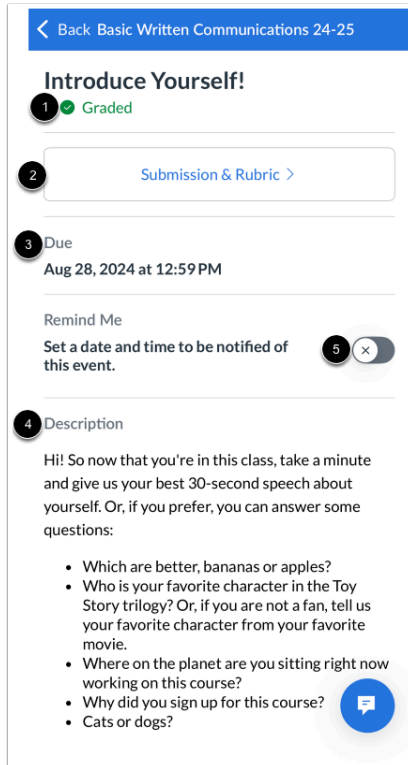 Back Basic Written Communications 24-25
Introduce Yourself!
1 Graded
2 Submission & Rubric
3 Due
Aug 28, 2024 at 12:59 PM
Remind Me
Set a date and time to be notified of
this event.
5
4 Description
Hi! So now that you're in this class, take a minute
and give us your best 30-second speech about
yourself. Or, if you prefer, you can answer some
questions:
• Which are better, bananas or apples?
• Who is your favorite character in the Toy
Story trilogy? Or, if you are not a fan, tell us
your favorite character from your favorite
movie.
• Where on the planet are you sitting right now
working on this course?
• Why did you sign up for this course?
• Cats or dogs?